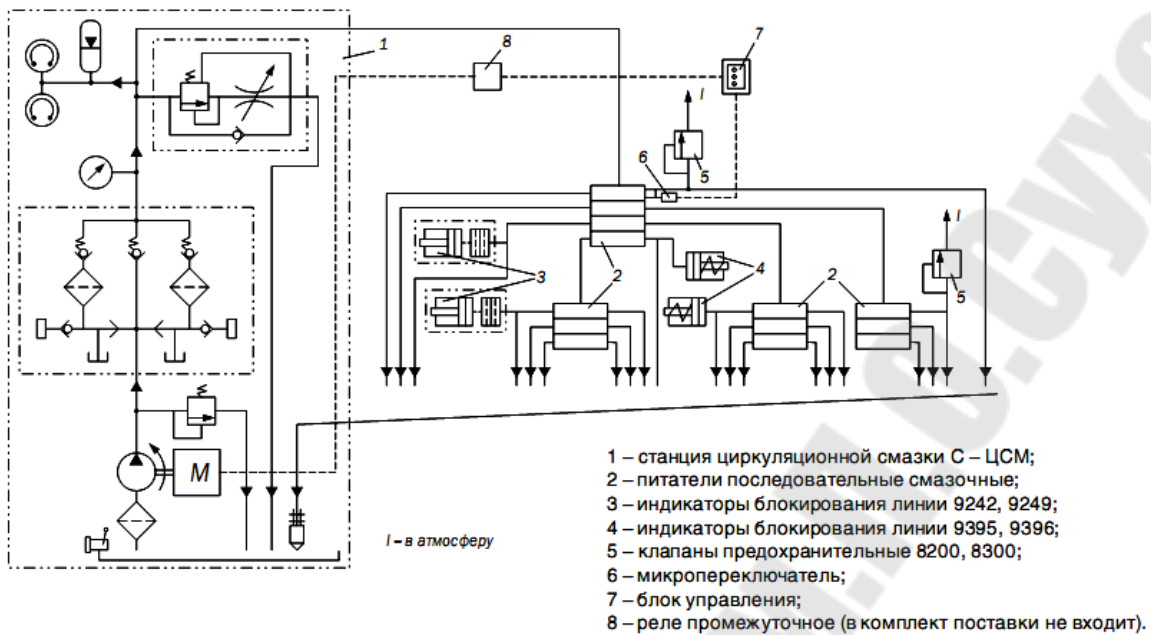 1
8
7
I
5
6
3
2
4
2
I
5
M
I – в атмосферу
1 – станция циркуляционной смазки С – ЦСМ;
2 – питатели последовательные смазочные;
3 – индикаторы блокирования линии 9242, 9249;
4 – индикаторы блокирования линии 9395, 9396;
5 – клапаны предохранительные 8200, 8300;
6 – микропереключатель;
7 – блок управления;
8 – реле промежуточное (в комплект поставки не входит).